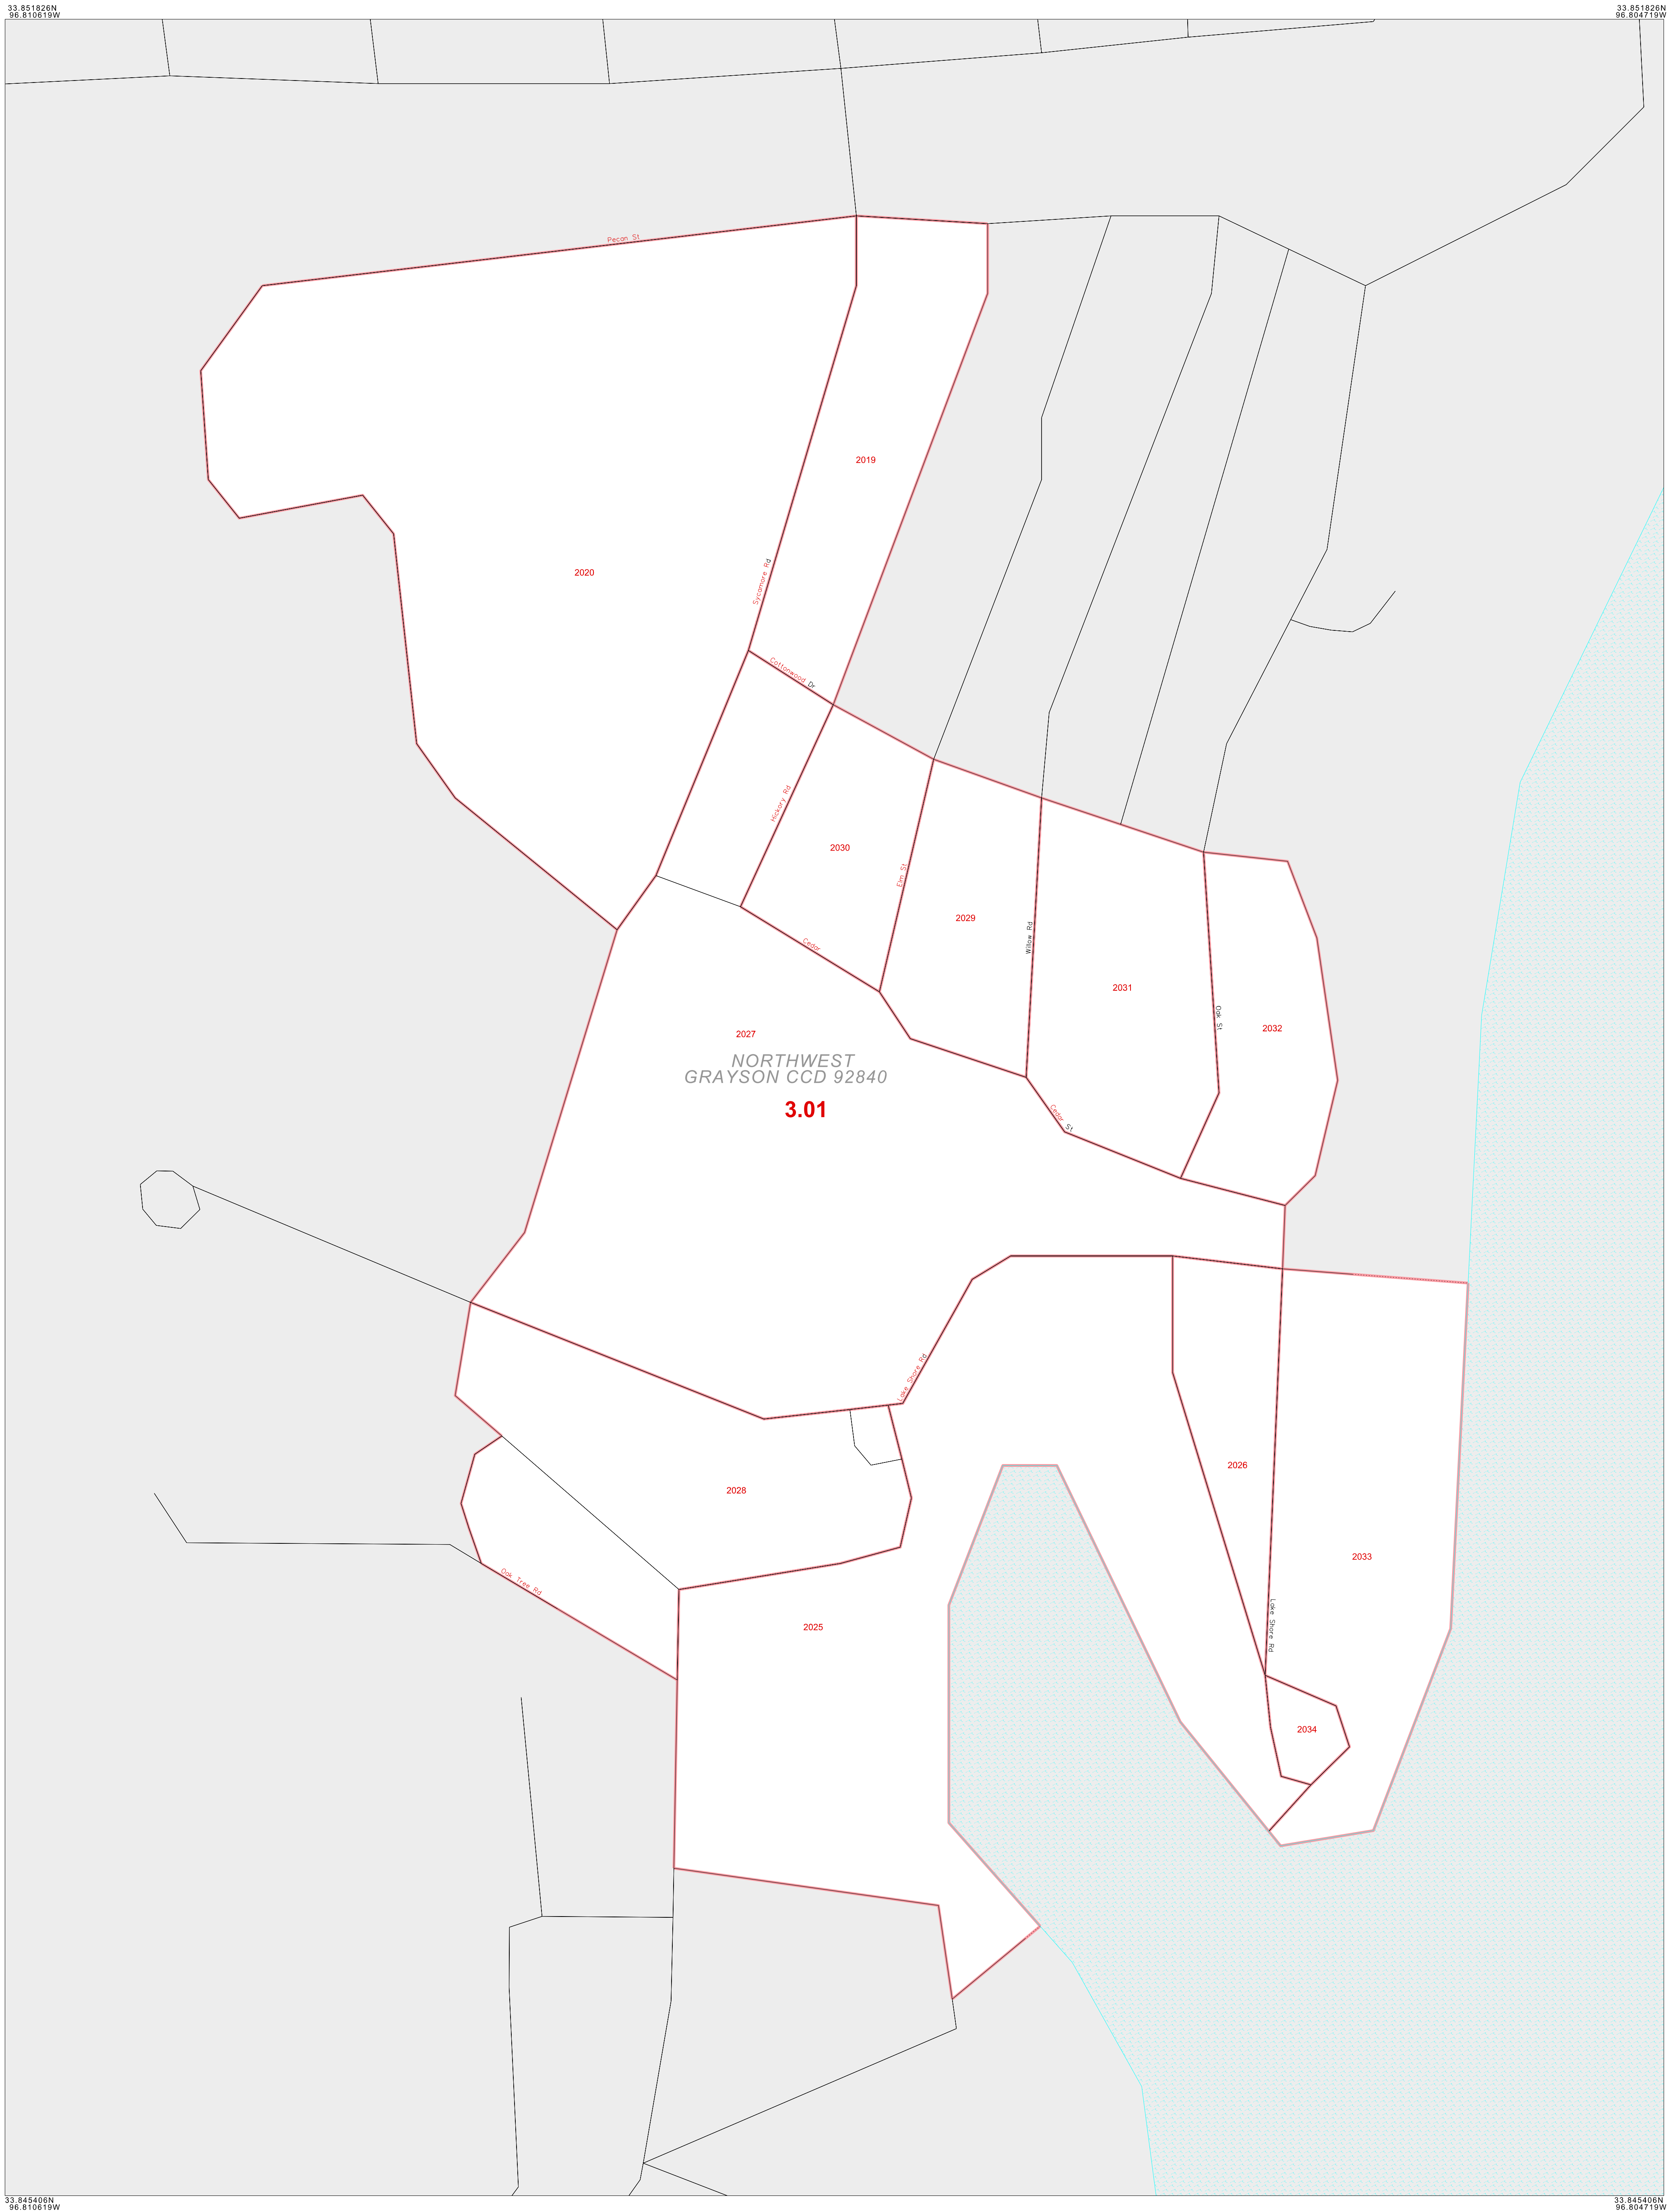 33.851826N
96.810619W
33.851826N
96.804719W
Pecan St
2019
Sycamore Rd
2020
Cottonwood Dr
Hickory Rd
2030
Elm St
2029
Cedar
Willow Rd
2031
Oak St
2032
2027
NORTHWEST
GRAYSON CCD 92840
3.01
Cedar St
Lake Shore Rd
2026
2028
2033
Oak Tree Rd
2025
Lake Shore Rd
2034
33.845406N
96.810619W
33.845406N
96.804719W